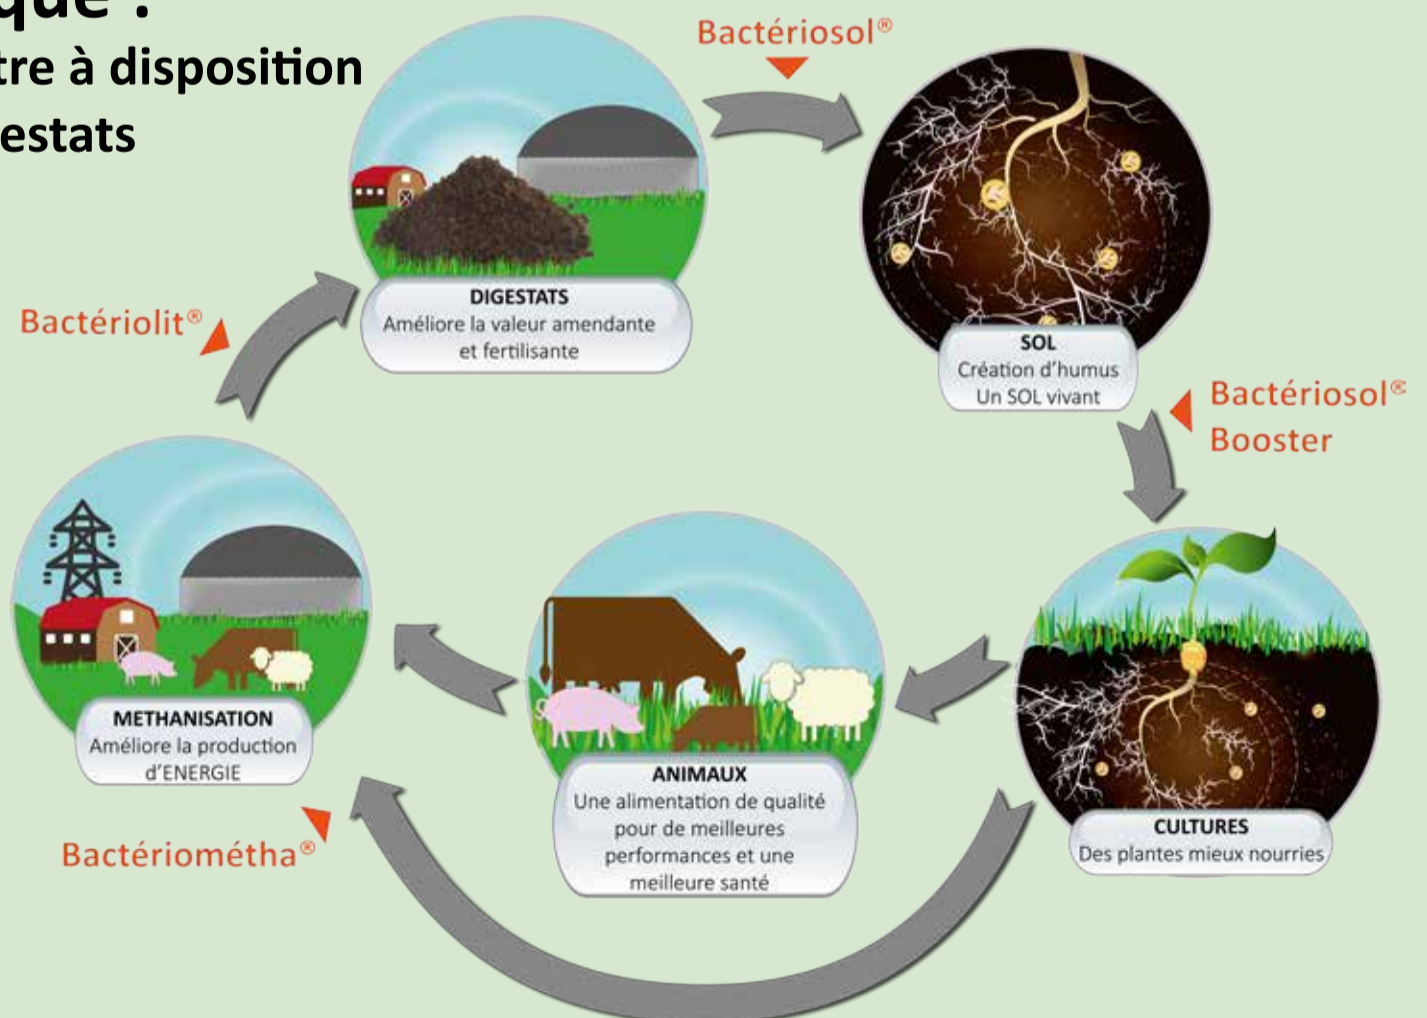 que :
tre à disposition
estats
Bactériosol®
DIGESTATS
Améliore la valeur amendante
et fertilisante
SOL
Création d'humus
Un SOL vivant
Bactériolit®
Bactériosol®
Booster
METHANISATION
Améliore la production
d'ENERGIE
Bactériométha®
ANIMAUX
Une alimentation de qualité
pour de meilleures
performances et une
meilleure santé
CULTURES
Des plantes mieux nourries